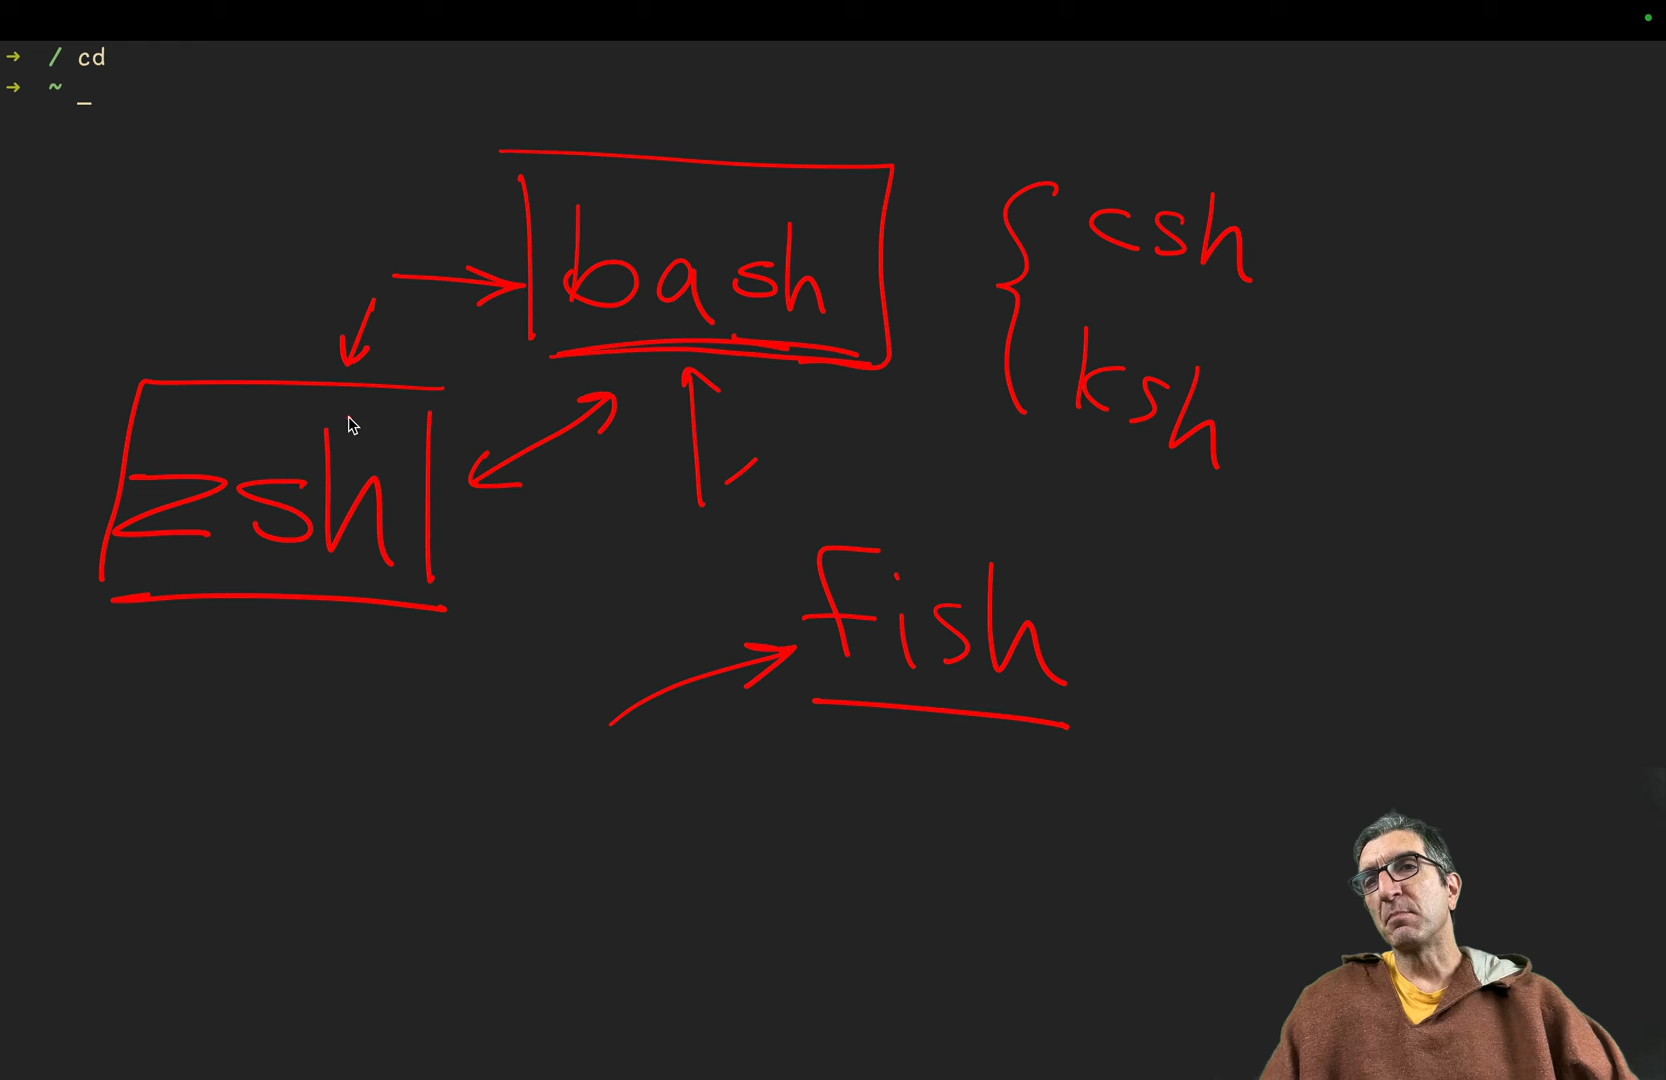 ➜ / cd
➜ ~ _
bash
csh
ksh
zsh
fish